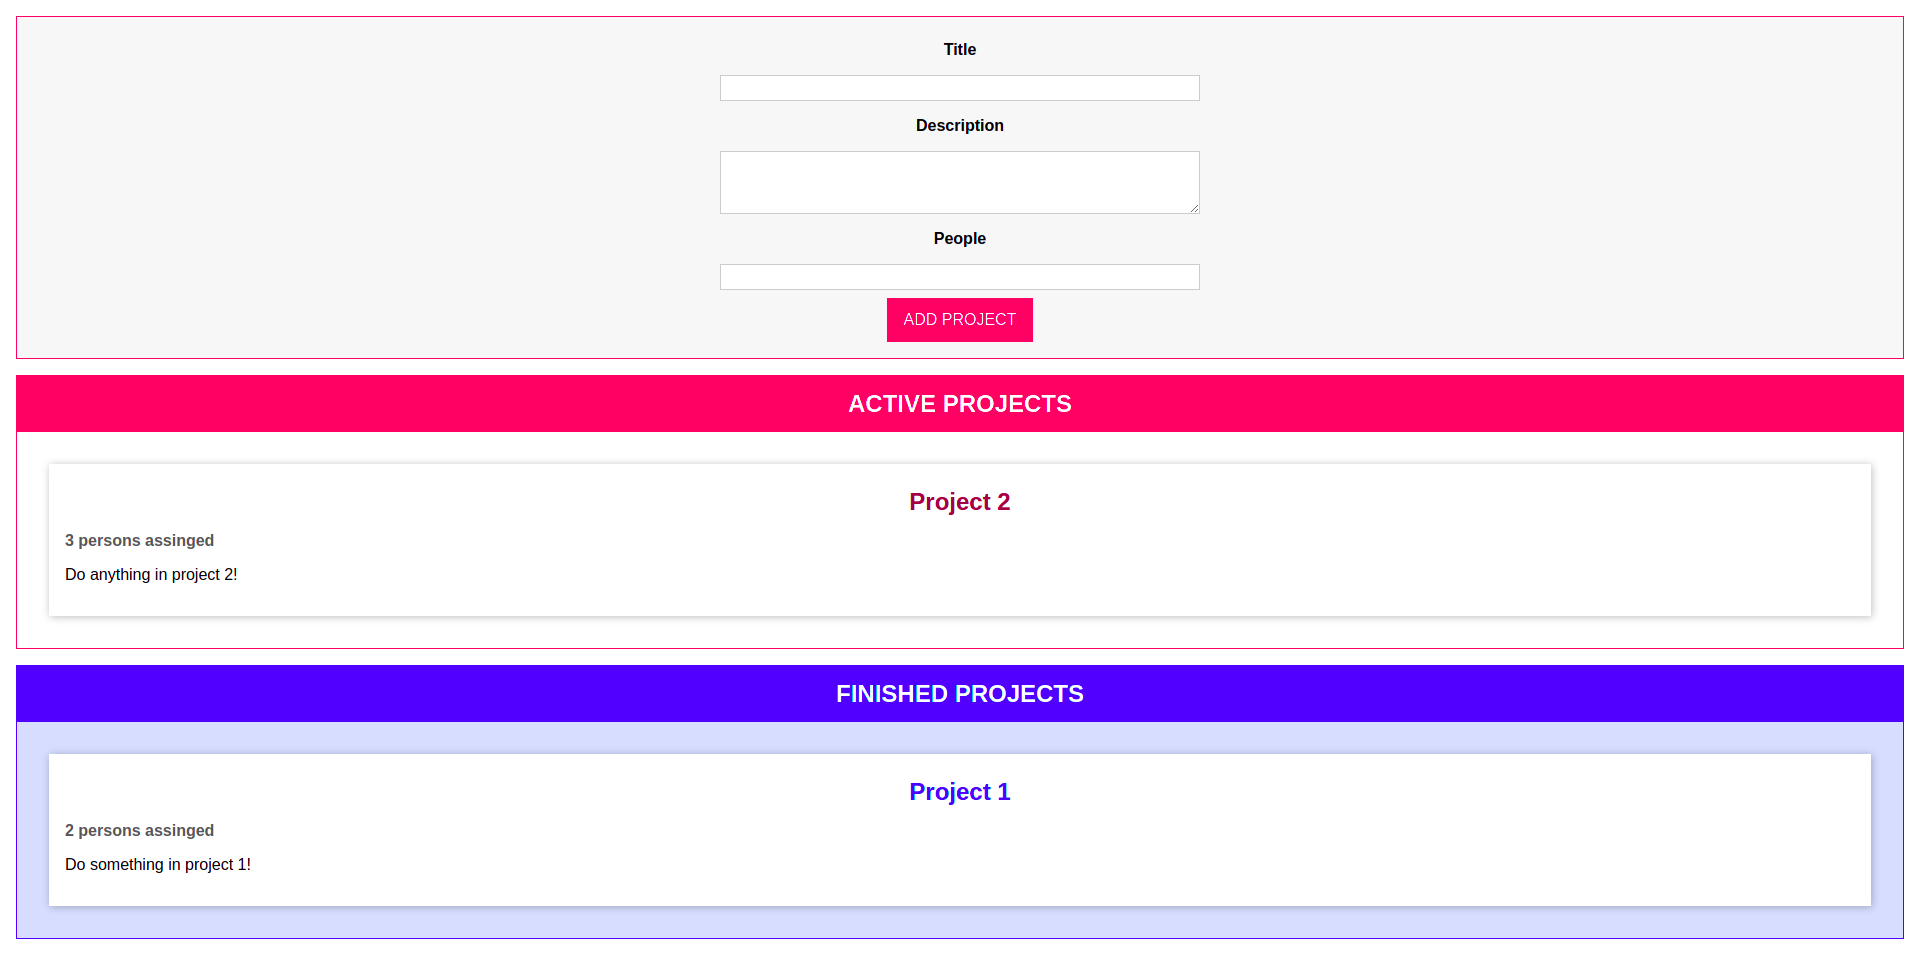 Title
Description
People
ADD PROJECT
ACTIVE PROJECTS
Project 2
3 persons assinged
Do anything in project 2!
FINISHED PROJECTS
Project 1
2 persons assinged
Do something in project 1!